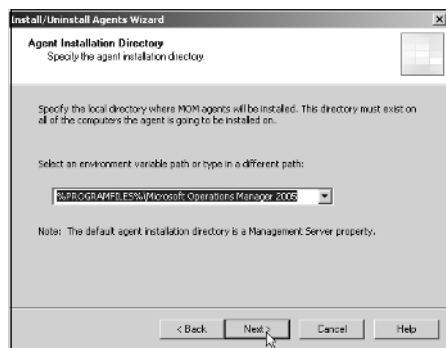 Install/Uninstall Agents Wizard
Agent Installation Directory
Specify the agent installation directory.
Specify the local directory where MOM agents will be installed. This directory must exist on
all of the computers the agent is going to be installed on.
Select an environment variable path or type in a different path:
%PROGRAMFILES%\Microsoft Operations Manager 2005
Note: The default agent installation directory is a Management Server property.
< Back
Next >
Cancel
Help